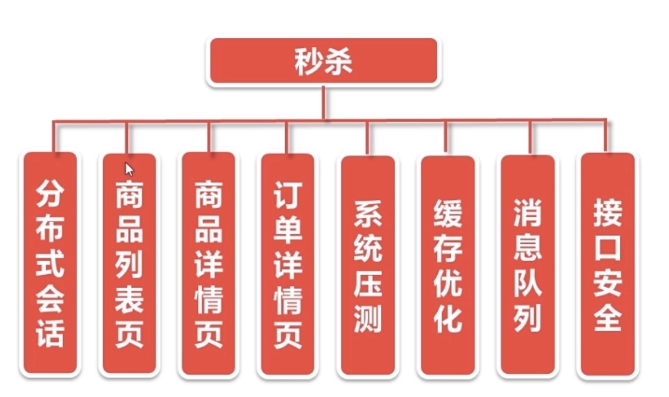 秒杀
分布式会话
商品列表页
商品详情页
订单详情页
系统压测
缓存优化
消息队列
接口安全